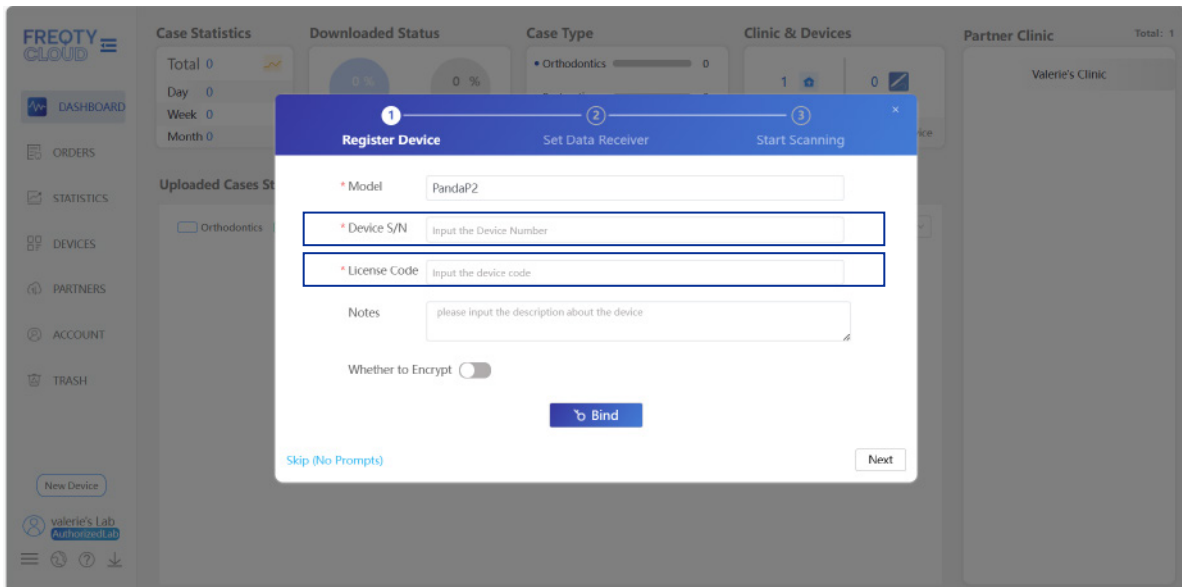 FREQTY
CLOUD
DASHBOARD
ORDERS
STATISTICS
DEVICES
PARTNERS
ACCOUNT
TRASH
New Device
valerie's Lab
AuthorizedLab
Case Statistics
Total 0
Day 0
Week 0
Month 0
Downloaded Status
0 %
0 %
Case Type
Orthodontics 0
Clinic & Devices
1
0
Partner Clinic Total: 1
Valerie's Clinic
Uploaded Cases St
Orthodontics
1
2
3
×
Register Device
Set Data Receiver
Start Scanning
* Model PandaP2
* Device S/N Input the Device Number
* License Code Input the device code
Notes please input the description about the device
Whether to Encrypt
Bind
Skip (No Prompts)
Next